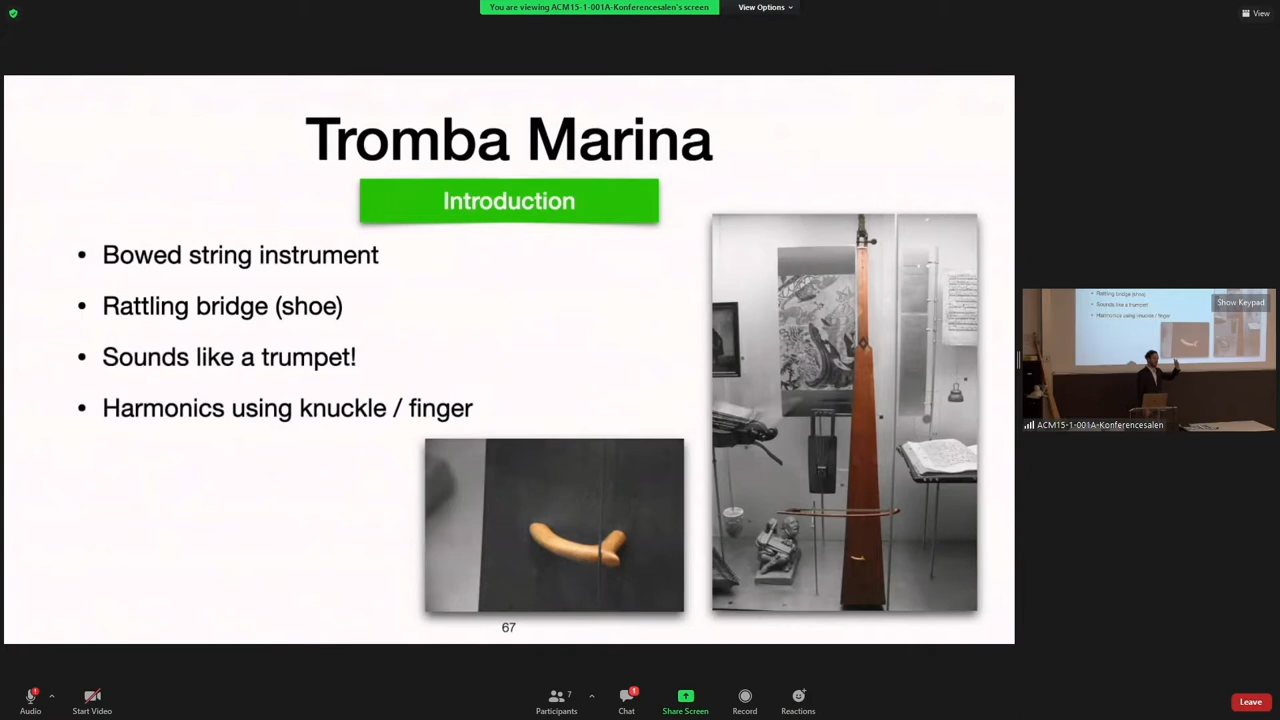 You are viewing ACM15-1-001A-Konferencesalen's screen
View Options
View
Tromba Marina
Introduction
• Bowed string instrument
• Rattling bridge (shoe)
• Sounds like a trumpet!
• Harmonics using knuckle / finger
67
Rattling bridge (shoe)
Sounds like a trumpet!
Harmonics using knuckle / finger
Show Keypad
ACM15-1-001A-Konferencesalen
Audio
Start Video
7
Participants
1
Chat
Share Screen
Record
Reactions
Leave